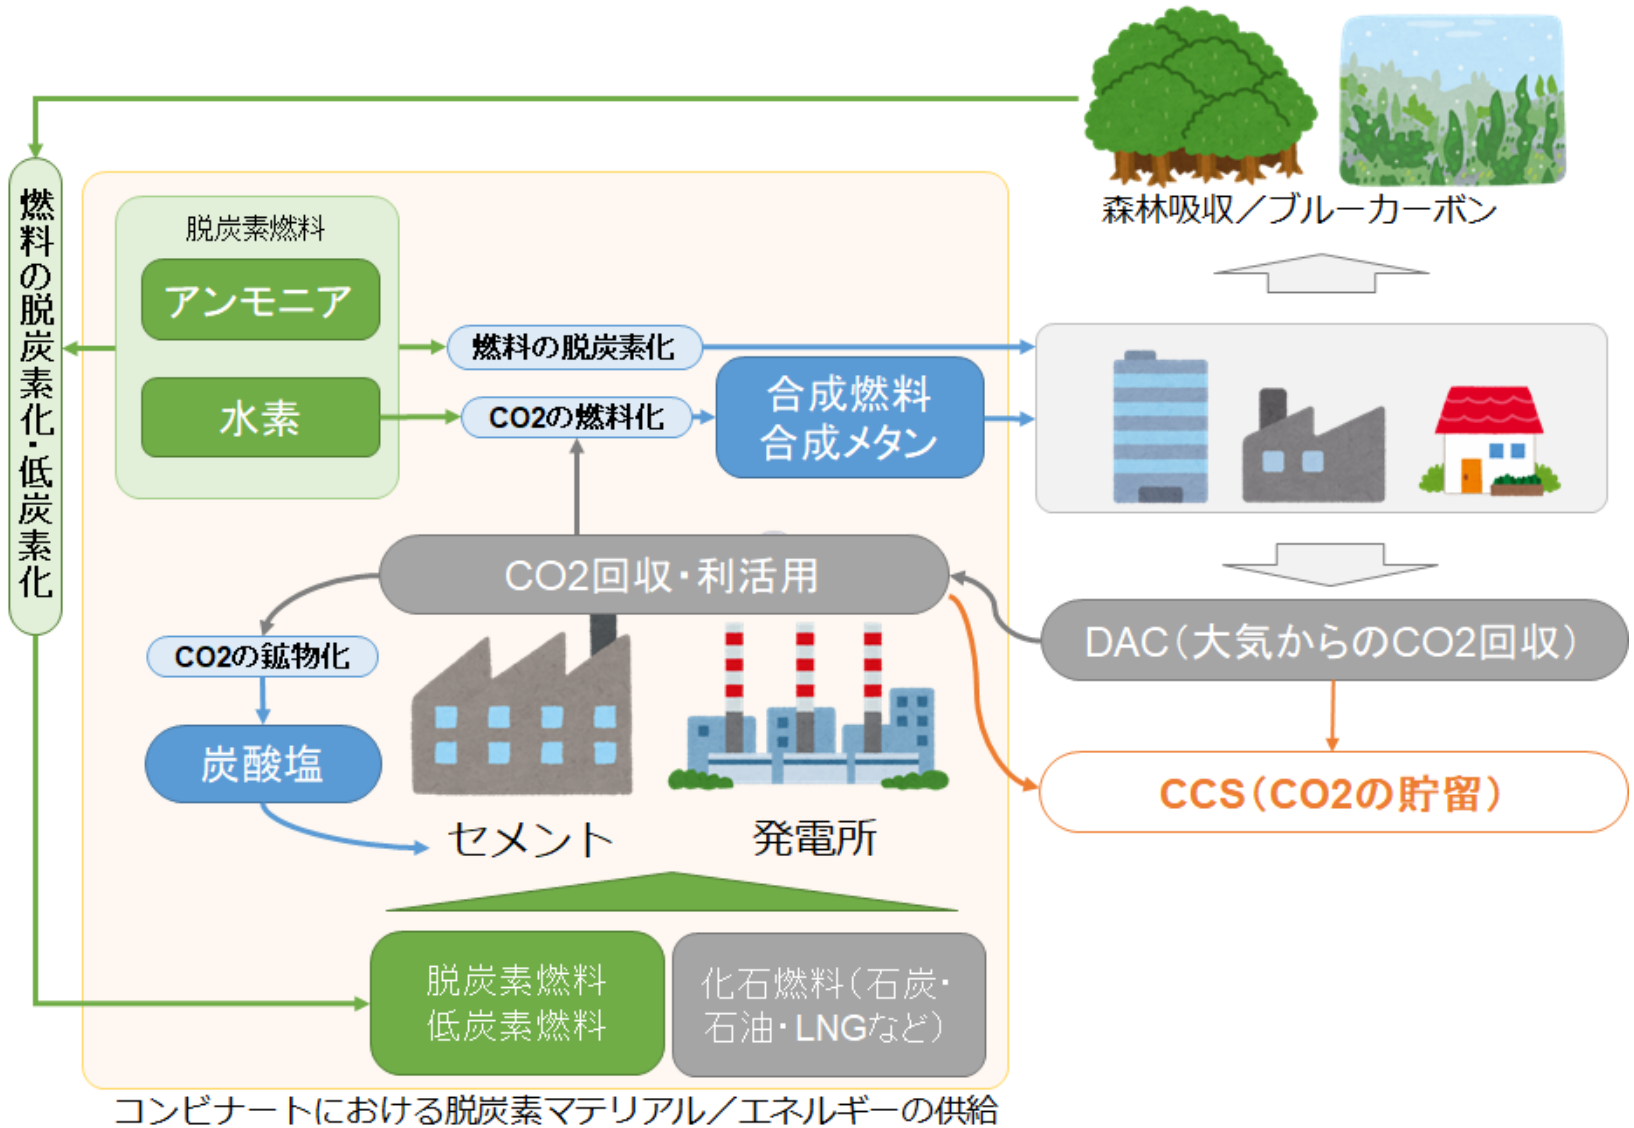 森林吸収／ブルーカーボン
燃料の脱炭素化・低炭素化
脱炭素燃料
アンモニア
水素
燃料の脱炭素化
CO2の燃料化
合成燃料
合成メタン
CO2回収・利活用
DAC（大気からのCO2回収）
CO2の鉱物化
炭酸塩
CCS（CO2の貯留）
セメント
発電所
脱炭素燃料
低炭素燃料
化石燃料（石炭・
石油・LNGなど）
コンビナートにおける脱炭素マテリアル／エネルギーの供給